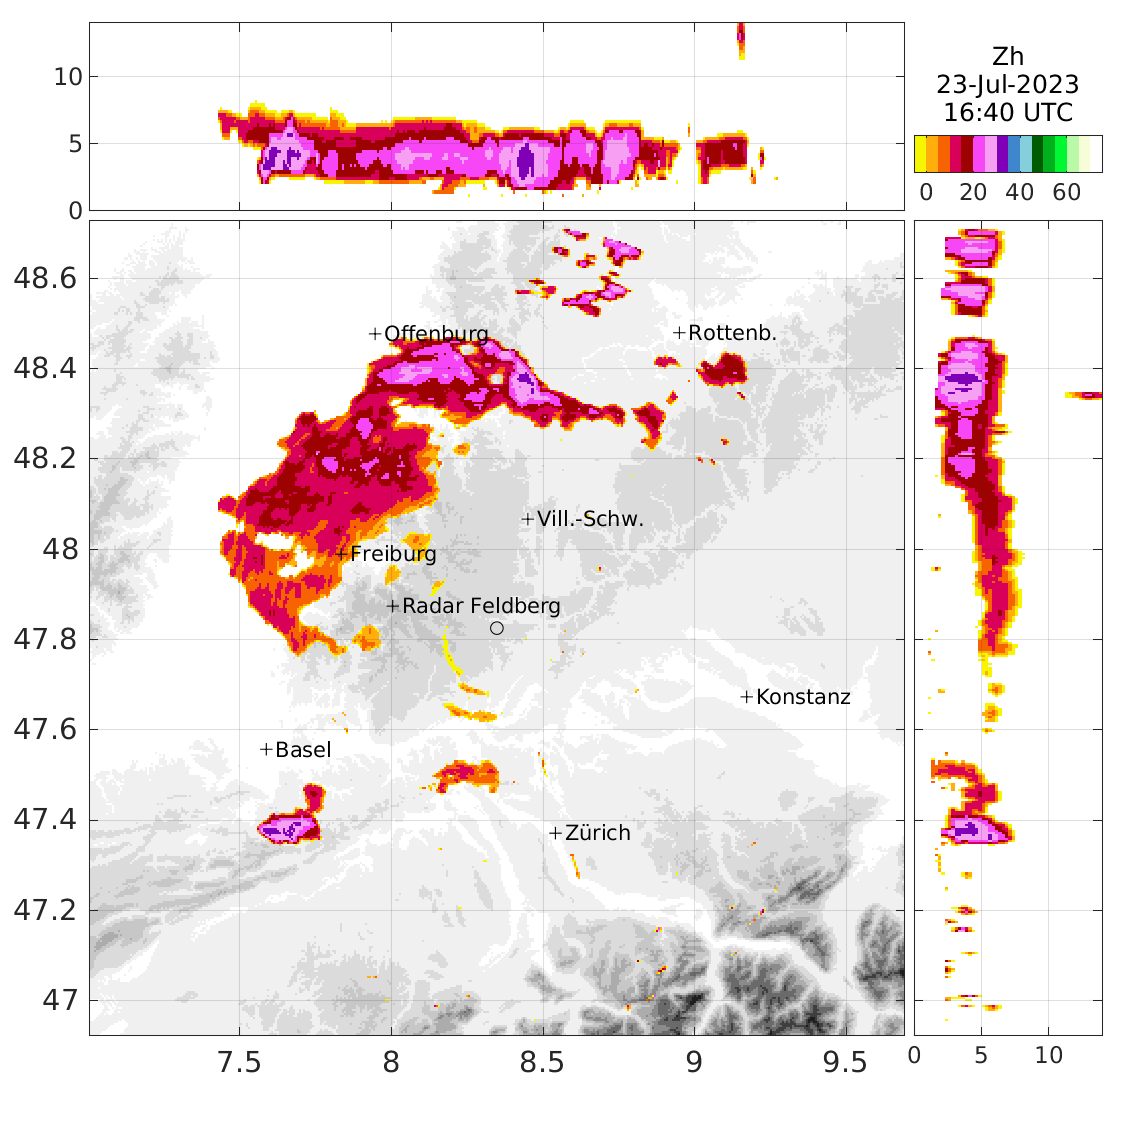 10
5
0
Zh
23-Jul-2023
16:40 UTC
0 20 40 60
48.6
48.4
48.2
48
47.8
47.6
47.4
47.2
47
+Offenburg
+Rottenb.
+Vill.-Schw.
+Freiburg
+Radar Feldberg
+Konstanz
+Basel
+Zürich
7.5 8 8.5 9 9.5
0 5 10